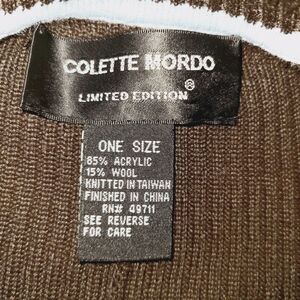 COLETTE MORDO
LIMITED EDITION ®
ONE SIZE
85% ACRYLIC
15% WOOL
KNITTED IN TAIWAN
FINISHED IN CHINA
RN# 49711
SEE REVERSE
FOR CARE